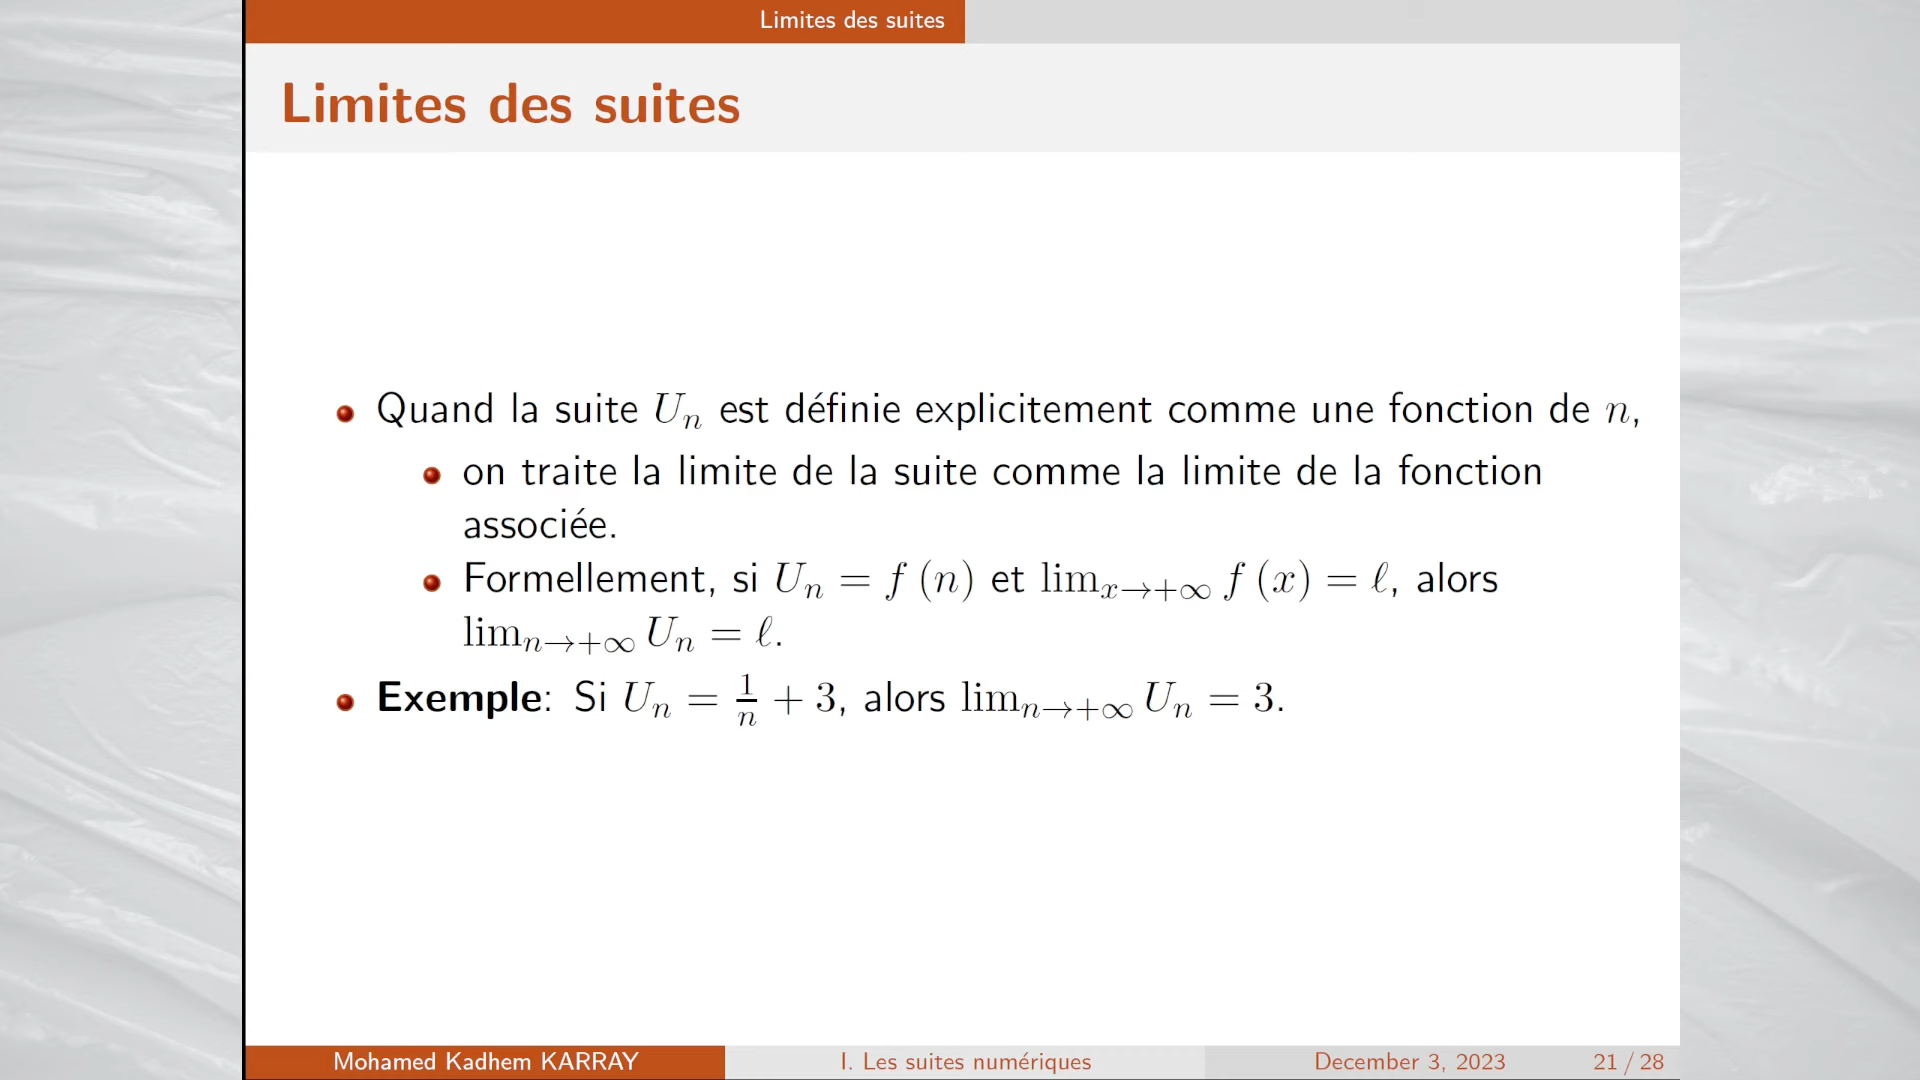 Limites des suites
Limites des suites
Quand la suite Uₙ est définie explicitement comme une fonction de n,
on traite la limite de la suite comme la limite de la fonction
associée.
Formellement, si Uₙ = f (n) et lim_{x→+∞} f (x) = ℓ, alors
lim_{n→+∞} Uₙ = ℓ.
Exemple: Si Uₙ = 1/n + 3, alors lim_{n→+∞} Uₙ = 3.
Mohamed Kadhem KARRAY I. Les suites numériques December 3, 2023 21 / 28